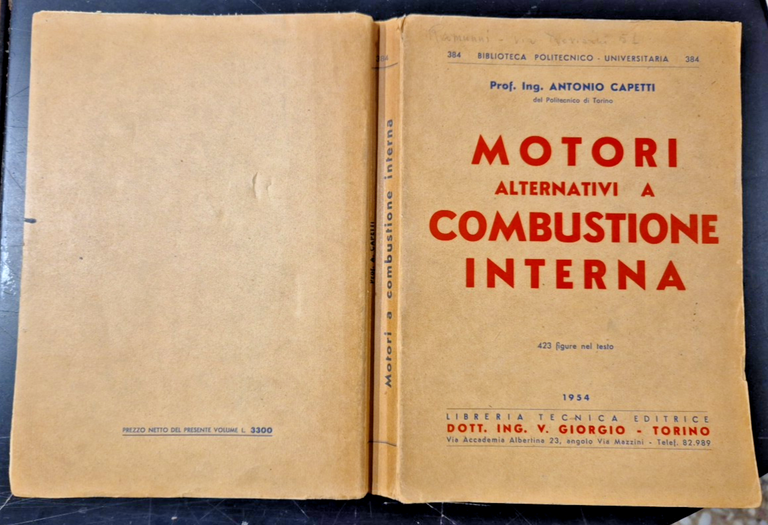 384 BIBLIOTECA POLITECNICO - UNIVERSITARIA 384
Prof. Ing. ANTONIO CAPETTI
del Politecnico di Torino
MOTORI
ALTERNATIVI A
COMBUSTIONE
INTERNA
423 figure nel testo
1954
LIBRERIA TECNICA EDITRICE
DOTT. ING. V. GIORGIO - TORINO
Via Accademia Albertina 23, angolo Via Mazzini - Telef. 82.989
384
Motori a combustione interna
Prof. A. CAPETTI
PREZZO NETTO DEL PRESENTE VOLUME L. 3300